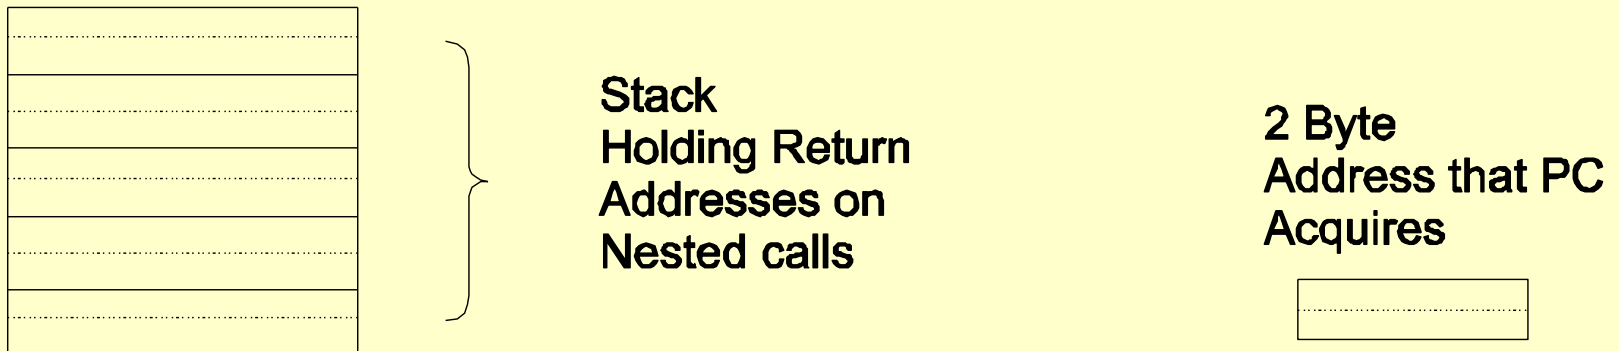 Stack
Holding Return
Addresses on
Nested calls
2 Byte
Address that PC
Acquires